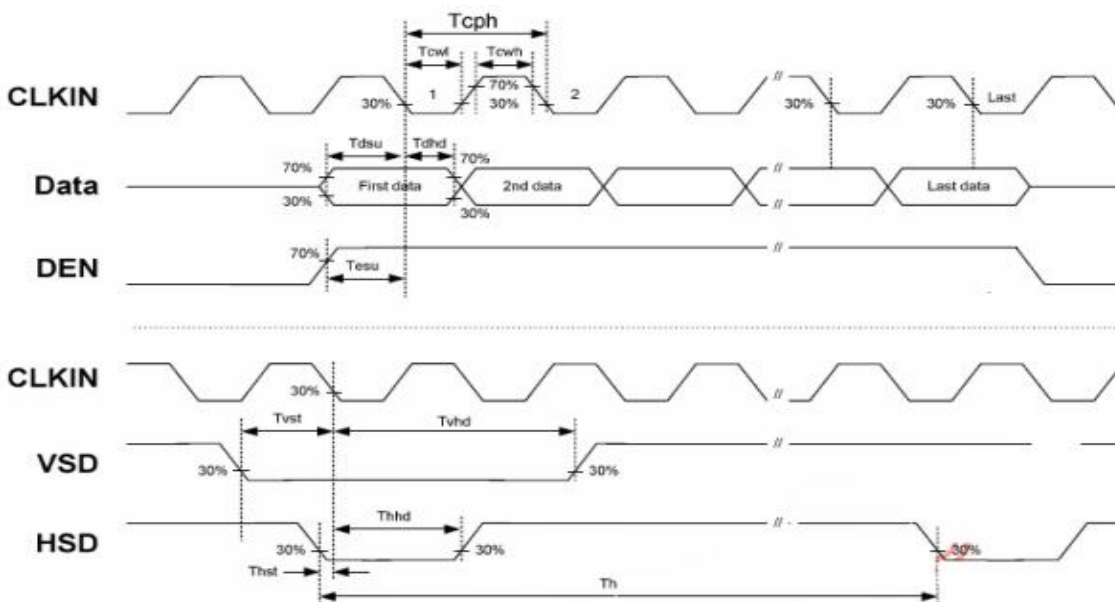 Tcph
Tcwl Tcwh
CLKIN 30% 1 70% 30% 2 // 30% 30% Last
Tdsu Tdhd
Data 70% 30% First data 70% 30% 2nd data // Last data
DEN 70% Tesu //
CLKIN 30% //
Tvst Tvhd
VSD 30% 30% //
Thhd
HSD 30% 30% // 30%
Thst
Th